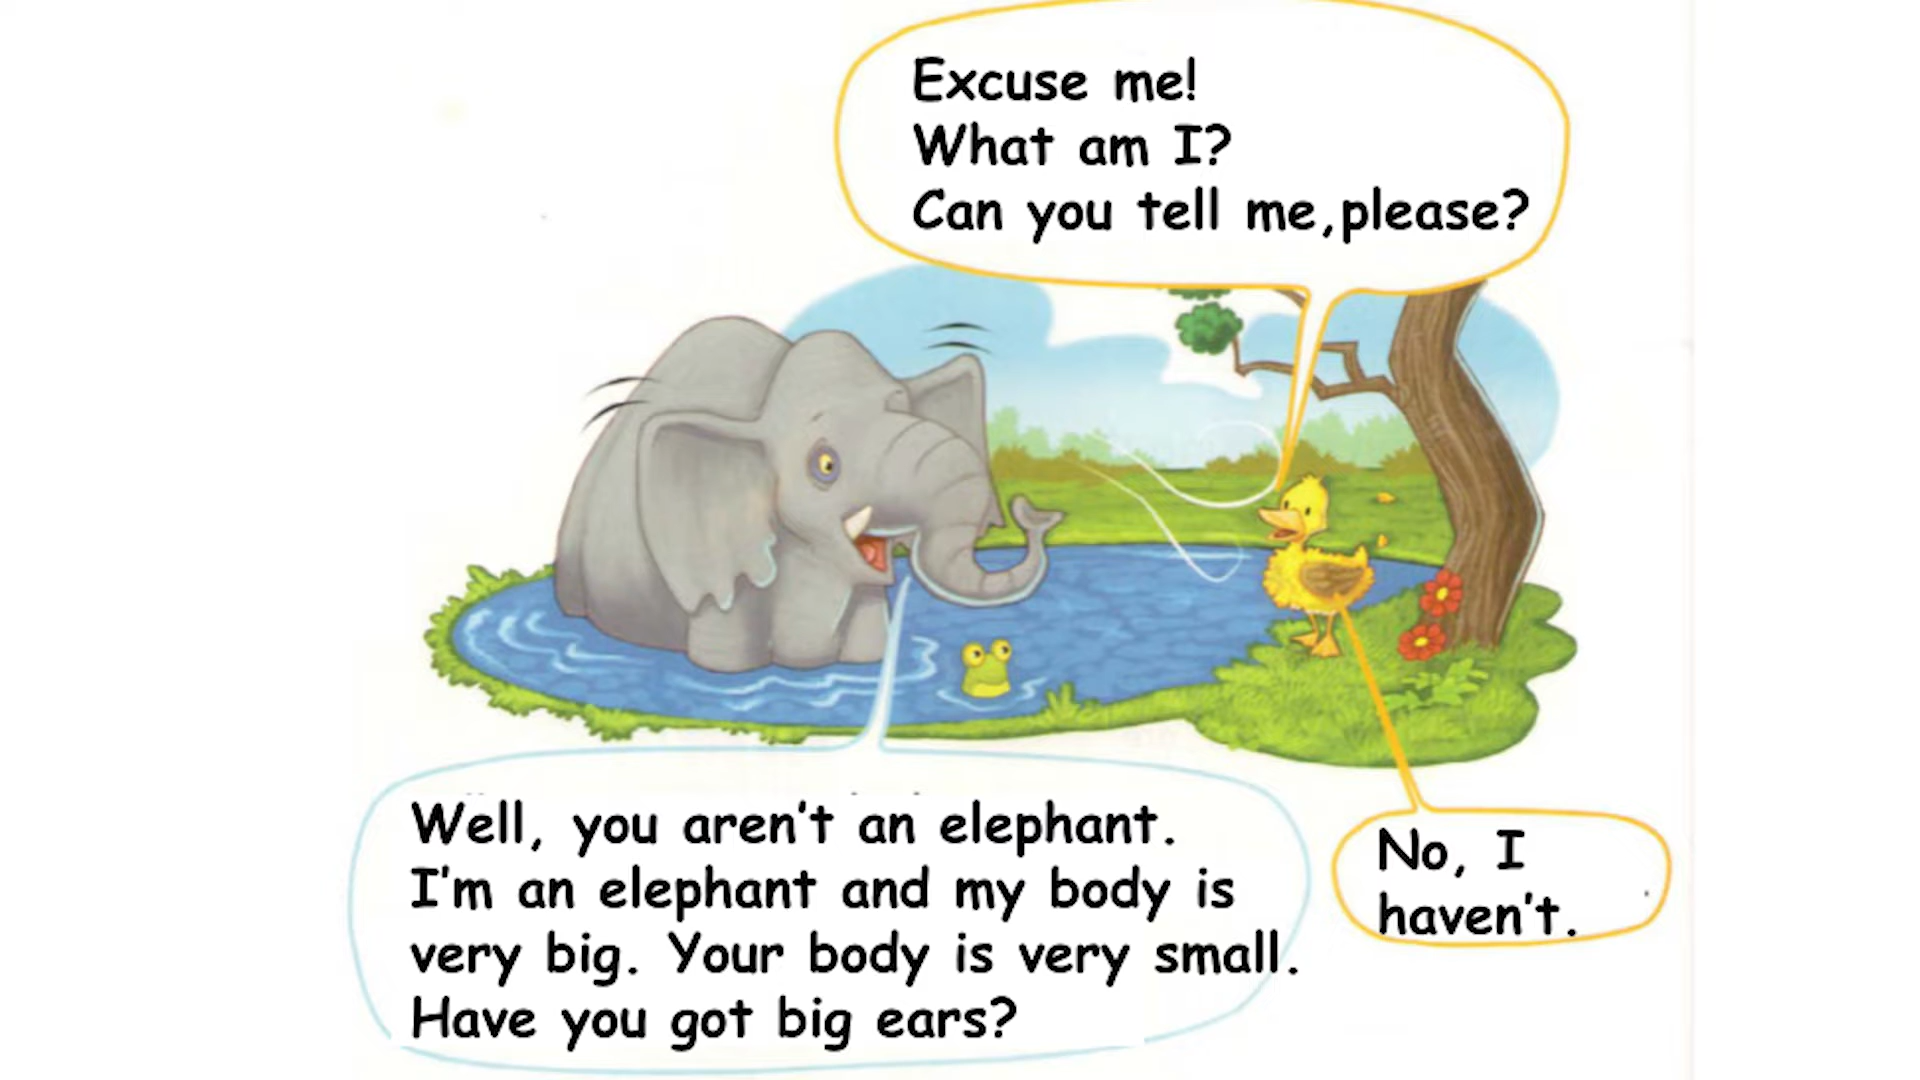 Excuse me!
What am I?
Can you tell me,please?
Well, you aren't an elephant.
I'm an elephant and my body is
very big. Your body is very small.
Have you got big ears?
No, I
haven't.